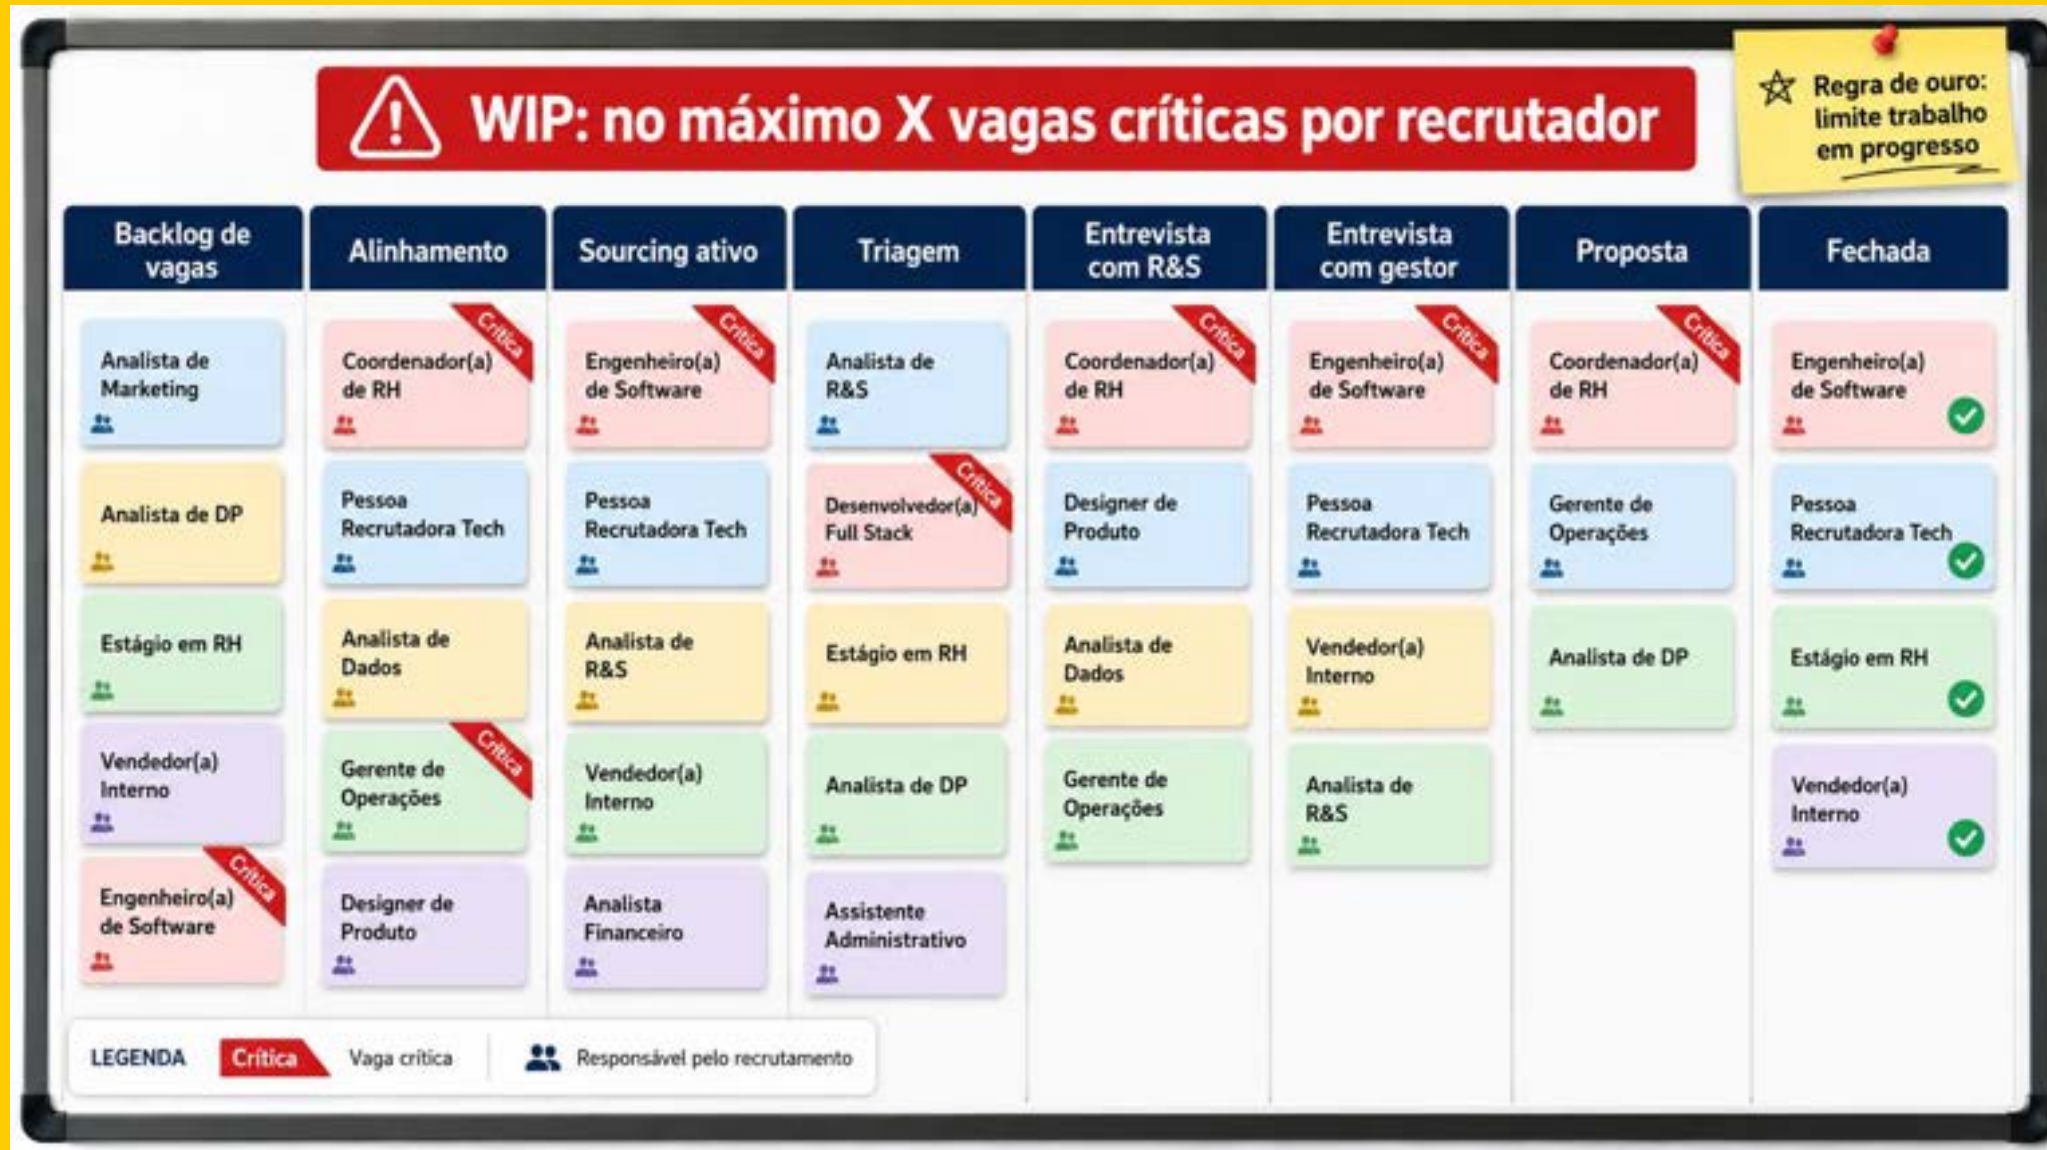 WIP: no máximo X vagas críticas por recrutador
Regra de ouro:
limite trabalho
em progresso
Backlog de
vagas
Analista de
Marketing
Analista de DP
Estágio em RH
Vendedor(a)
Interno
Crítica
Engenheiro(a)
de Software
Alinhamento
Crítica
Coordenador(a)
de RH
Pessoa
Recrutadora Tech
Analista de
Dados
Crítica
Gerente de
Operações
Designer de
Produto
Sourcing ativo
Crítica
Engenheiro(a)
de Software
Pessoa
Recrutadora Tech
Analista de
R&S
Vendedor(a)
Interno
Analista
Financeiro
Triagem
Analista de
R&S
Crítica
Desenvolvedor(a)
Full Stack
Estágio em RH
Analista de DP
Assistente
Administrativo
Entrevista
com R&S
Crítica
Coordenador(a)
de RH
Designer de
Produto
Analista de
Dados
Gerente de
Operações
Entrevista
com gestor
Crítica
Engenheiro(a)
de Software
Pessoa
Recrutadora Tech
Vendedor(a)
Interno
Analista de
R&S
Proposta
Crítica
Coordenador(a)
de RH
Gerente de
Operações
Analista de DP
Fechada
Engenheiro(a)
de Software
Pessoa
Recrutadora Tech
Estágio em RH
Vendedor(a)
Interno
LEGENDA
Crítica
Vaga crítica
Responsável pelo recrutamento